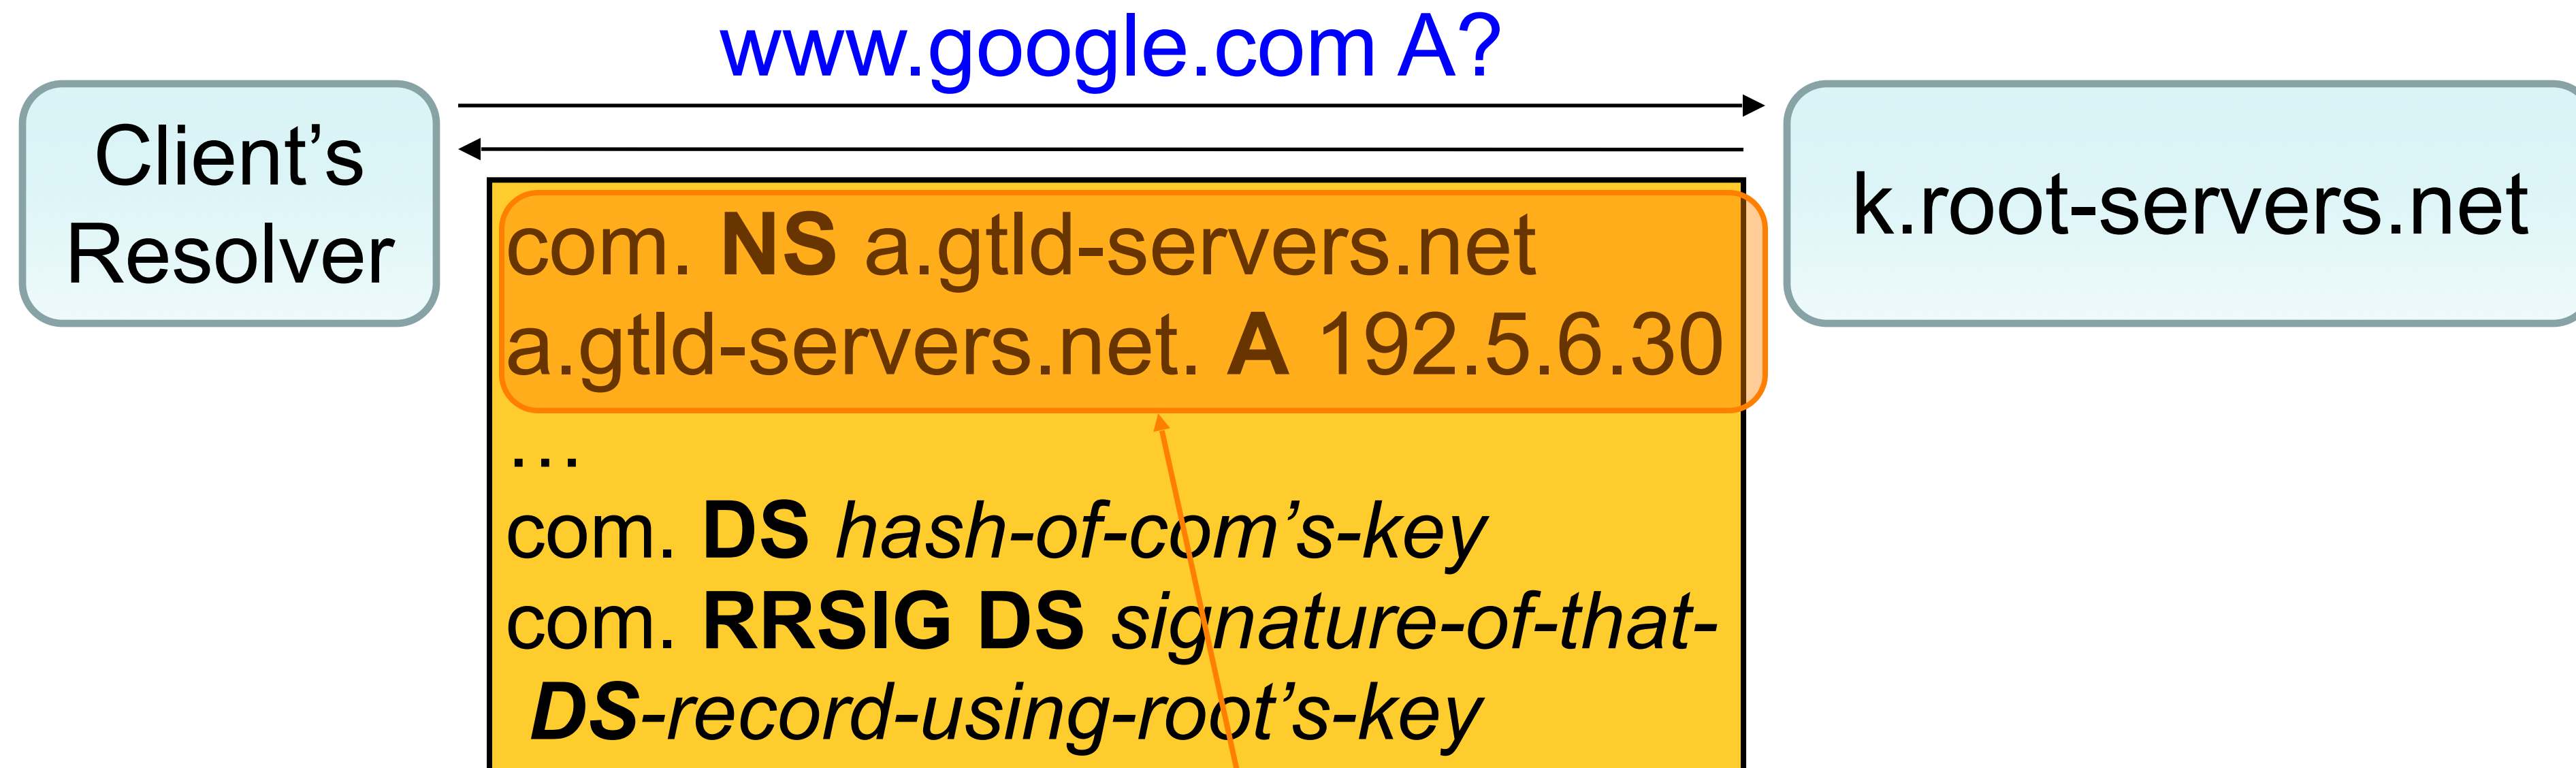 www.google.com A?
Client’s
Resolver
k.root-servers.net
com. NS a.gtld-servers.net
a.gtld-servers.net. A 192.5.6.30
…
com. DS hash-of-com’s-key
com. RRSIG DS signature-of-that-
DS-record-using-root’s-key